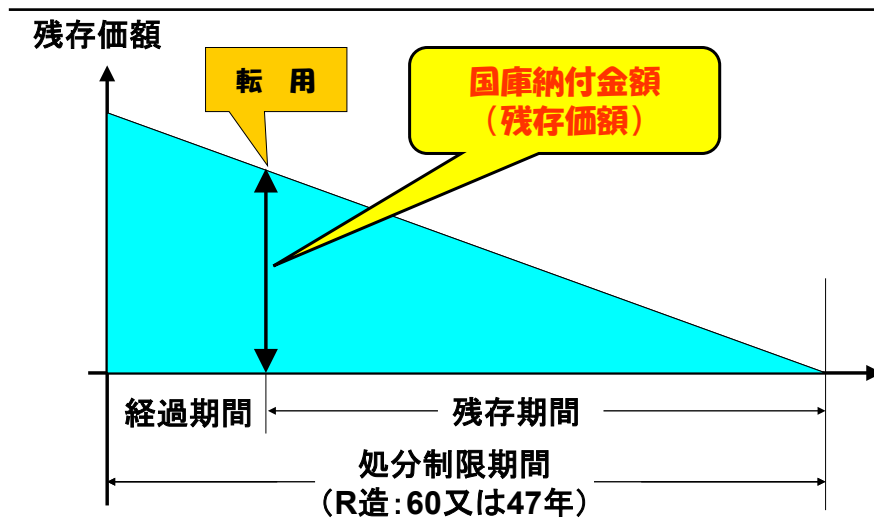 残存価額
転　用
国庫納付金額
（残存価額）
経過期間
残存期間
処分制限期間
（R造：60又は47年）